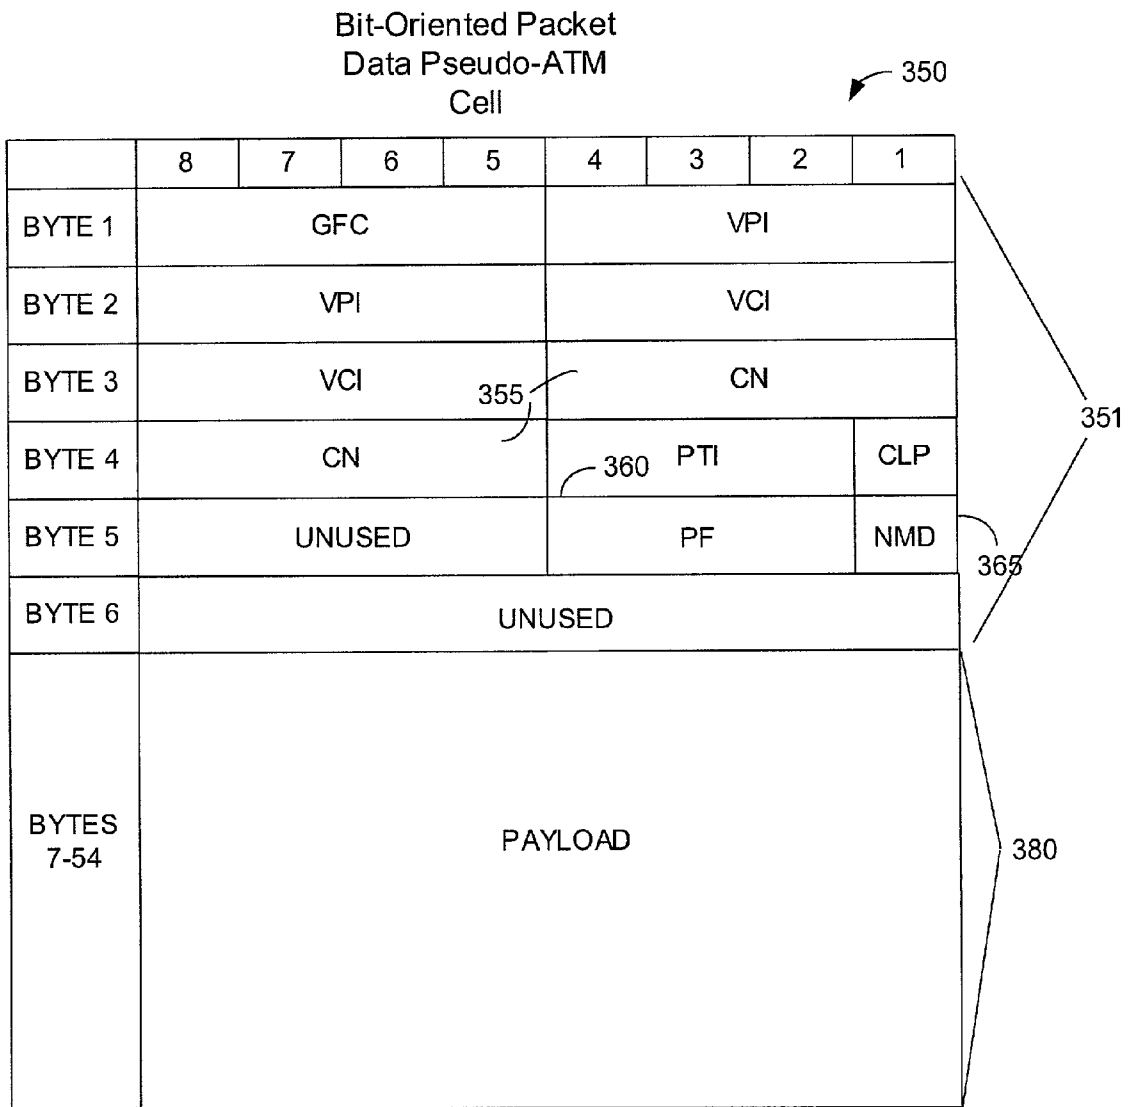 Bit-Oriented Packet
Data Pseudo-ATM
Cell
350
8 7 6 5 4 3 2 1
BYTE 1 GFC VPI
BYTE 2 VPI VCI
BYTE 3 VCI CN
355
351
BYTE 4 CN PTI CLP
360
BYTE 5 UNUSED PF NMD
365
BYTE 6 UNUSED
BYTES
7-54
PAYLOAD
380